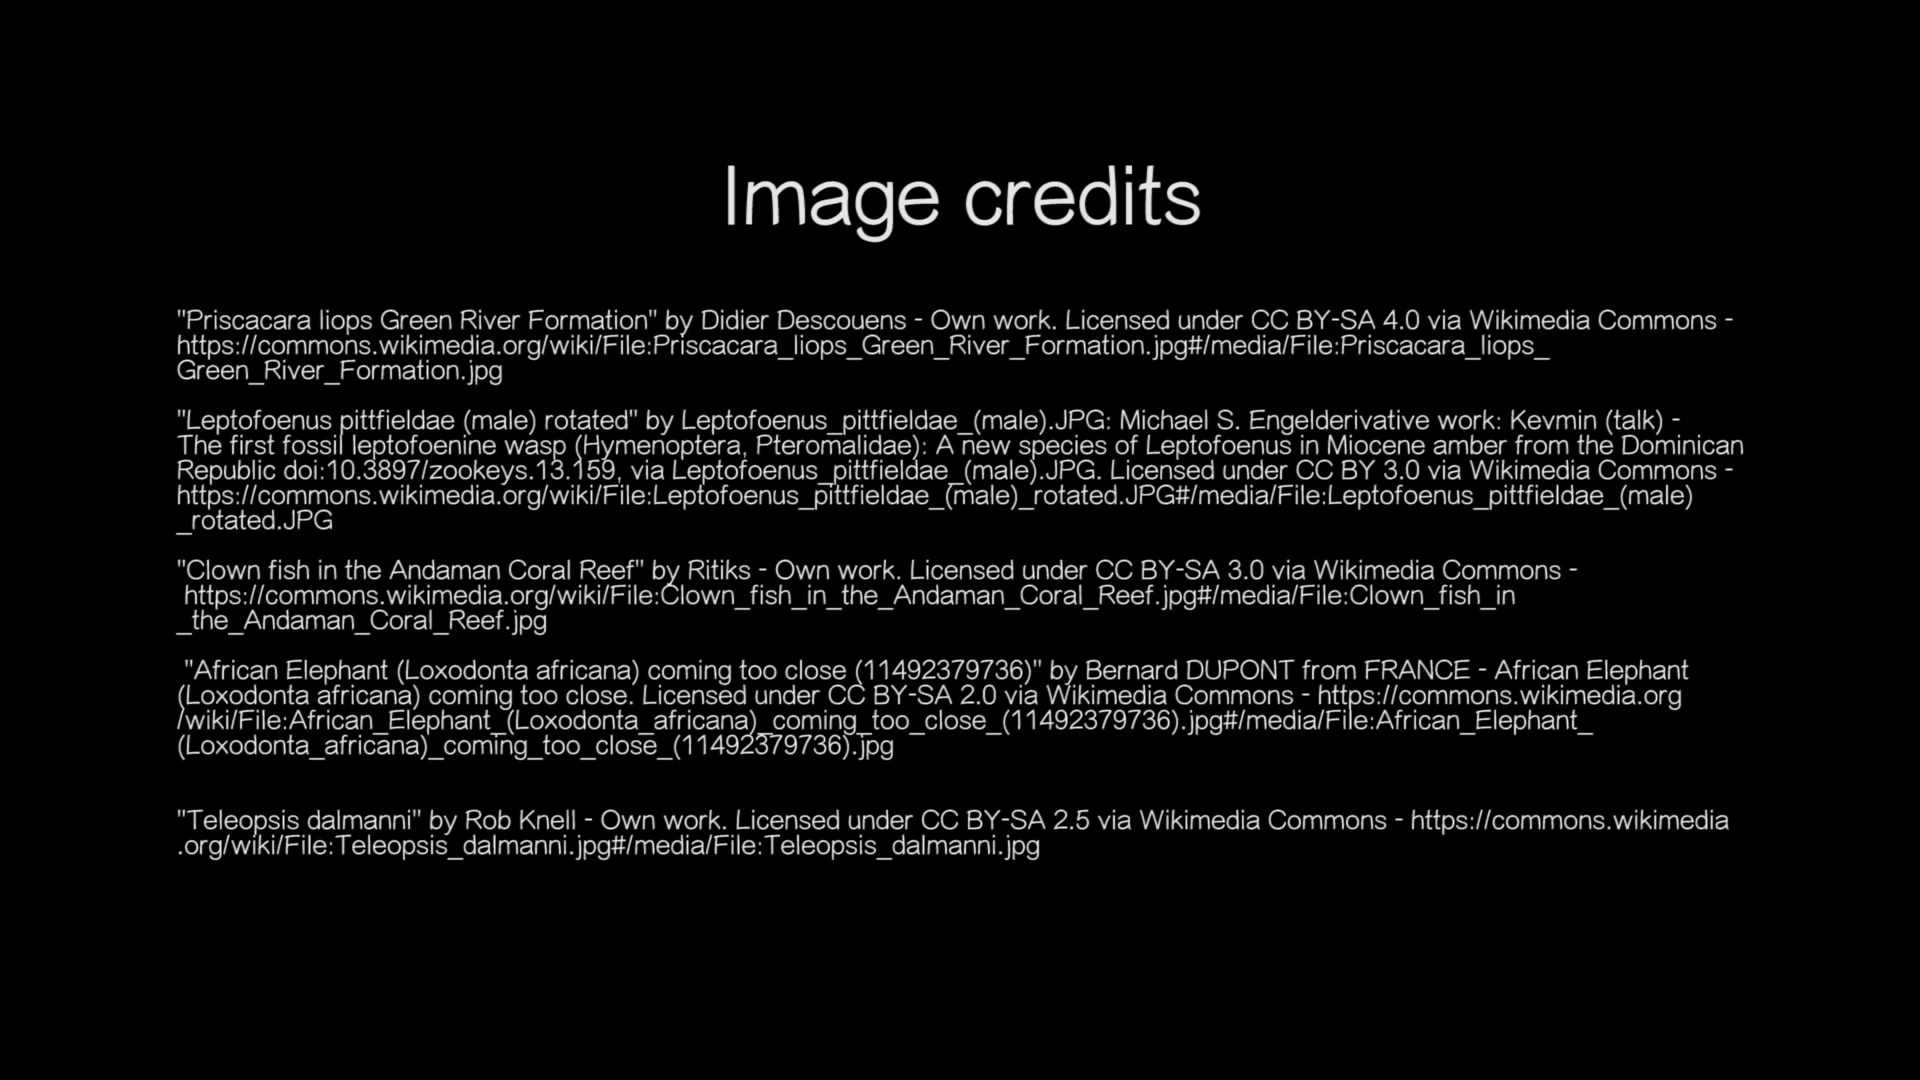 Image credits
"Priscacara liops Green River Formation" by Didier Descouens - Own work. Licensed under CC BY-SA 4.0 via Wikimedia Commons -
https://commons.wikimedia.org/wiki/File:Priscacara_liops_Green_River_Formation.jpg#/media/File:Priscacara_liops_
Green_River_Formation.jpg
"Leptofoenus pittfieldae (male) rotated" by Leptofoenus_pittfieldae_(male).JPG: Michael S. Engelderivative work: Kevmin (talk) -
The first fossil leptofoenine wasp (Hymenoptera, Pteromalidae): A new species of Leptofoenus in Miocene amber from the Dominican
Republic doi:10.3897/zookeys.13.159, via Leptofoenus_pittfieldae_(male).JPG. Licensed under CC BY 3.0 via Wikimedia Commons -
https://commons.wikimedia.org/wiki/File:Leptofoenus_pittfieldae_(male)_rotated.JPG#/media/File:Leptofoenus_pittfieldae_(male)
_rotated.JPG
"Clown fish in the Andaman Coral Reef" by Ritiks - Own work. Licensed under CC BY-SA 3.0 via Wikimedia Commons -
https://commons.wikimedia.org/wiki/File:Clown_fish_in_the_Andaman_Coral_Reef.jpg#/media/File:Clown_fish_in
_the_Andaman_Coral_Reef.jpg
"African Elephant (Loxodonta africana) coming too close (11492379736)" by Bernard DUPONT from FRANCE - African Elephant
(Loxodonta africana) coming too close. Licensed under CC BY-SA 2.0 via Wikimedia Commons - https://commons.wikimedia.org
/wiki/File:African_Elephant_(Loxodonta_africana)_coming_too_close_(11492379736).jpg#/media/File:African_Elephant_
(Loxodonta_africana)_coming_too_close_(11492379736).jpg
"Teleopsis dalmanni" by Rob Knell - Own work. Licensed under CC BY-SA 2.5 via Wikimedia Commons - https://commons.wikimedia
.org/wiki/File:Teleopsis_dalmanni.jpg#/media/File:Teleopsis_dalmanni.jpg